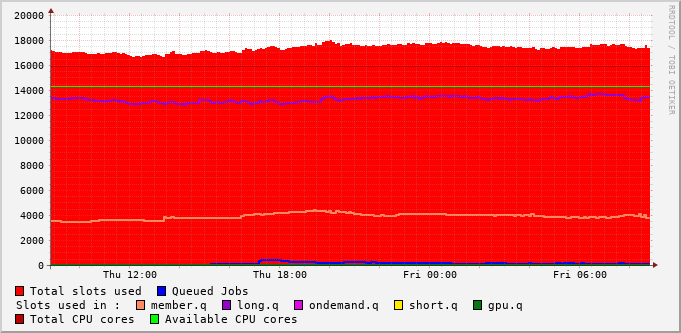 RRDTOOL / TOBI OETIKER
20000
18000
16000
14000
12000
10000
8000
6000
4000
2000
0
Thu 12:00 Thu 18:00 Fri 00:00 Fri 06:00
Total slots used Queued Jobs
Slots used in : member.q long.q ondemand.q short.q gpu.q
Total CPU cores Available CPU cores